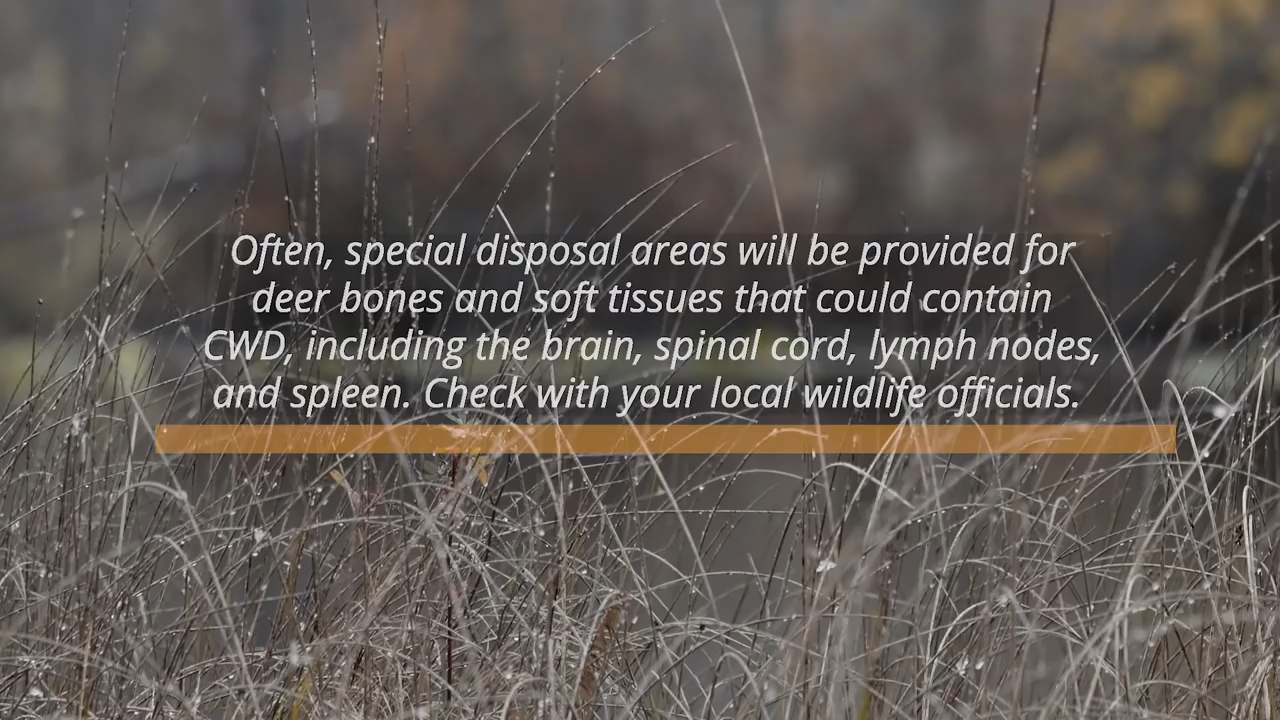 Often, special disposal areas will be provided for
deer bones and soft tissues that could contain
CWD, including the brain, spinal cord, lymph nodes,
and spleen. Check with your local wildlife officials.